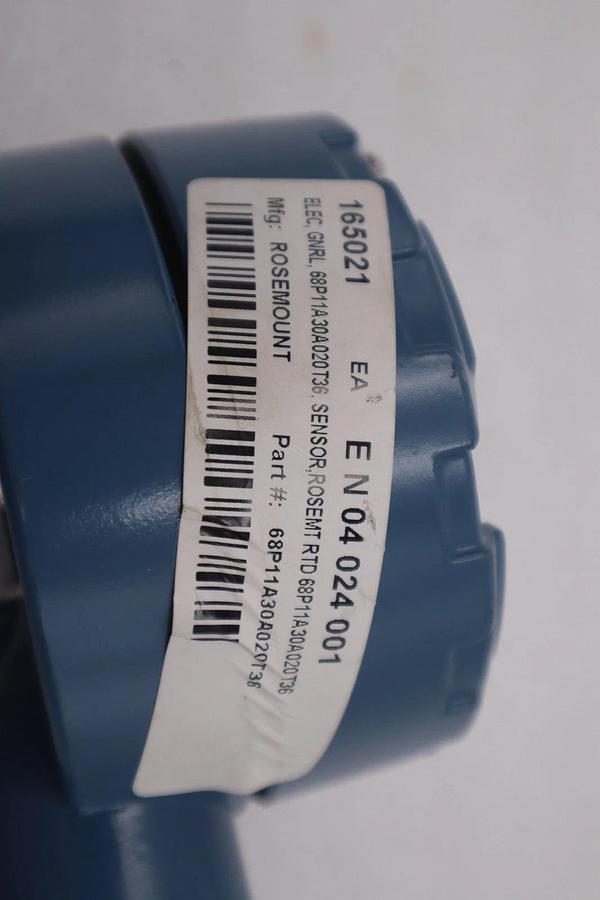 165021 EA E N 04 024 001
ELEC, GNRL, 68P11A30A020T36, SENSOR,ROSEMT RTD 68P11A30A020T36
Mfg: ROSEMOUNT Part #: 68P11A30A020T36